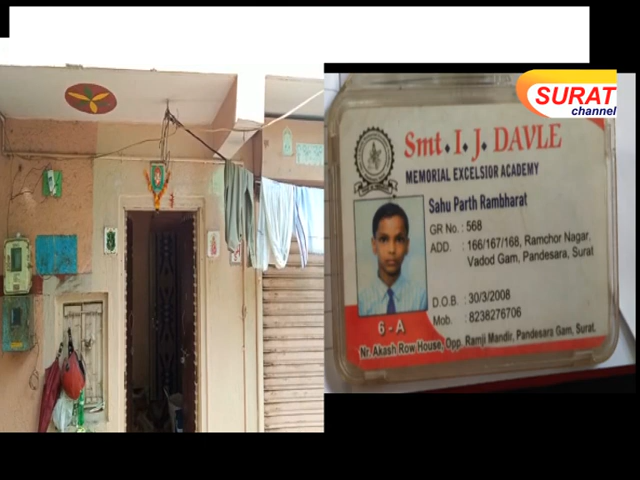 SURAT
channel
Smt. I. J. DAVLE
MEMORIAL EXCELSIOR ACADEMY
Sahu Parth Rambharat
GR No. : 568
ADD. : 166/167/168, Ramchor Nagar,
Vadod Gam, Pandesara, Surat
D.O.B : 30/3/2008
Mob. : 8238276706
6 - A
Nr. Akash Row House, Opp. Ramji Mandir, Pandesara Gam, Surat.